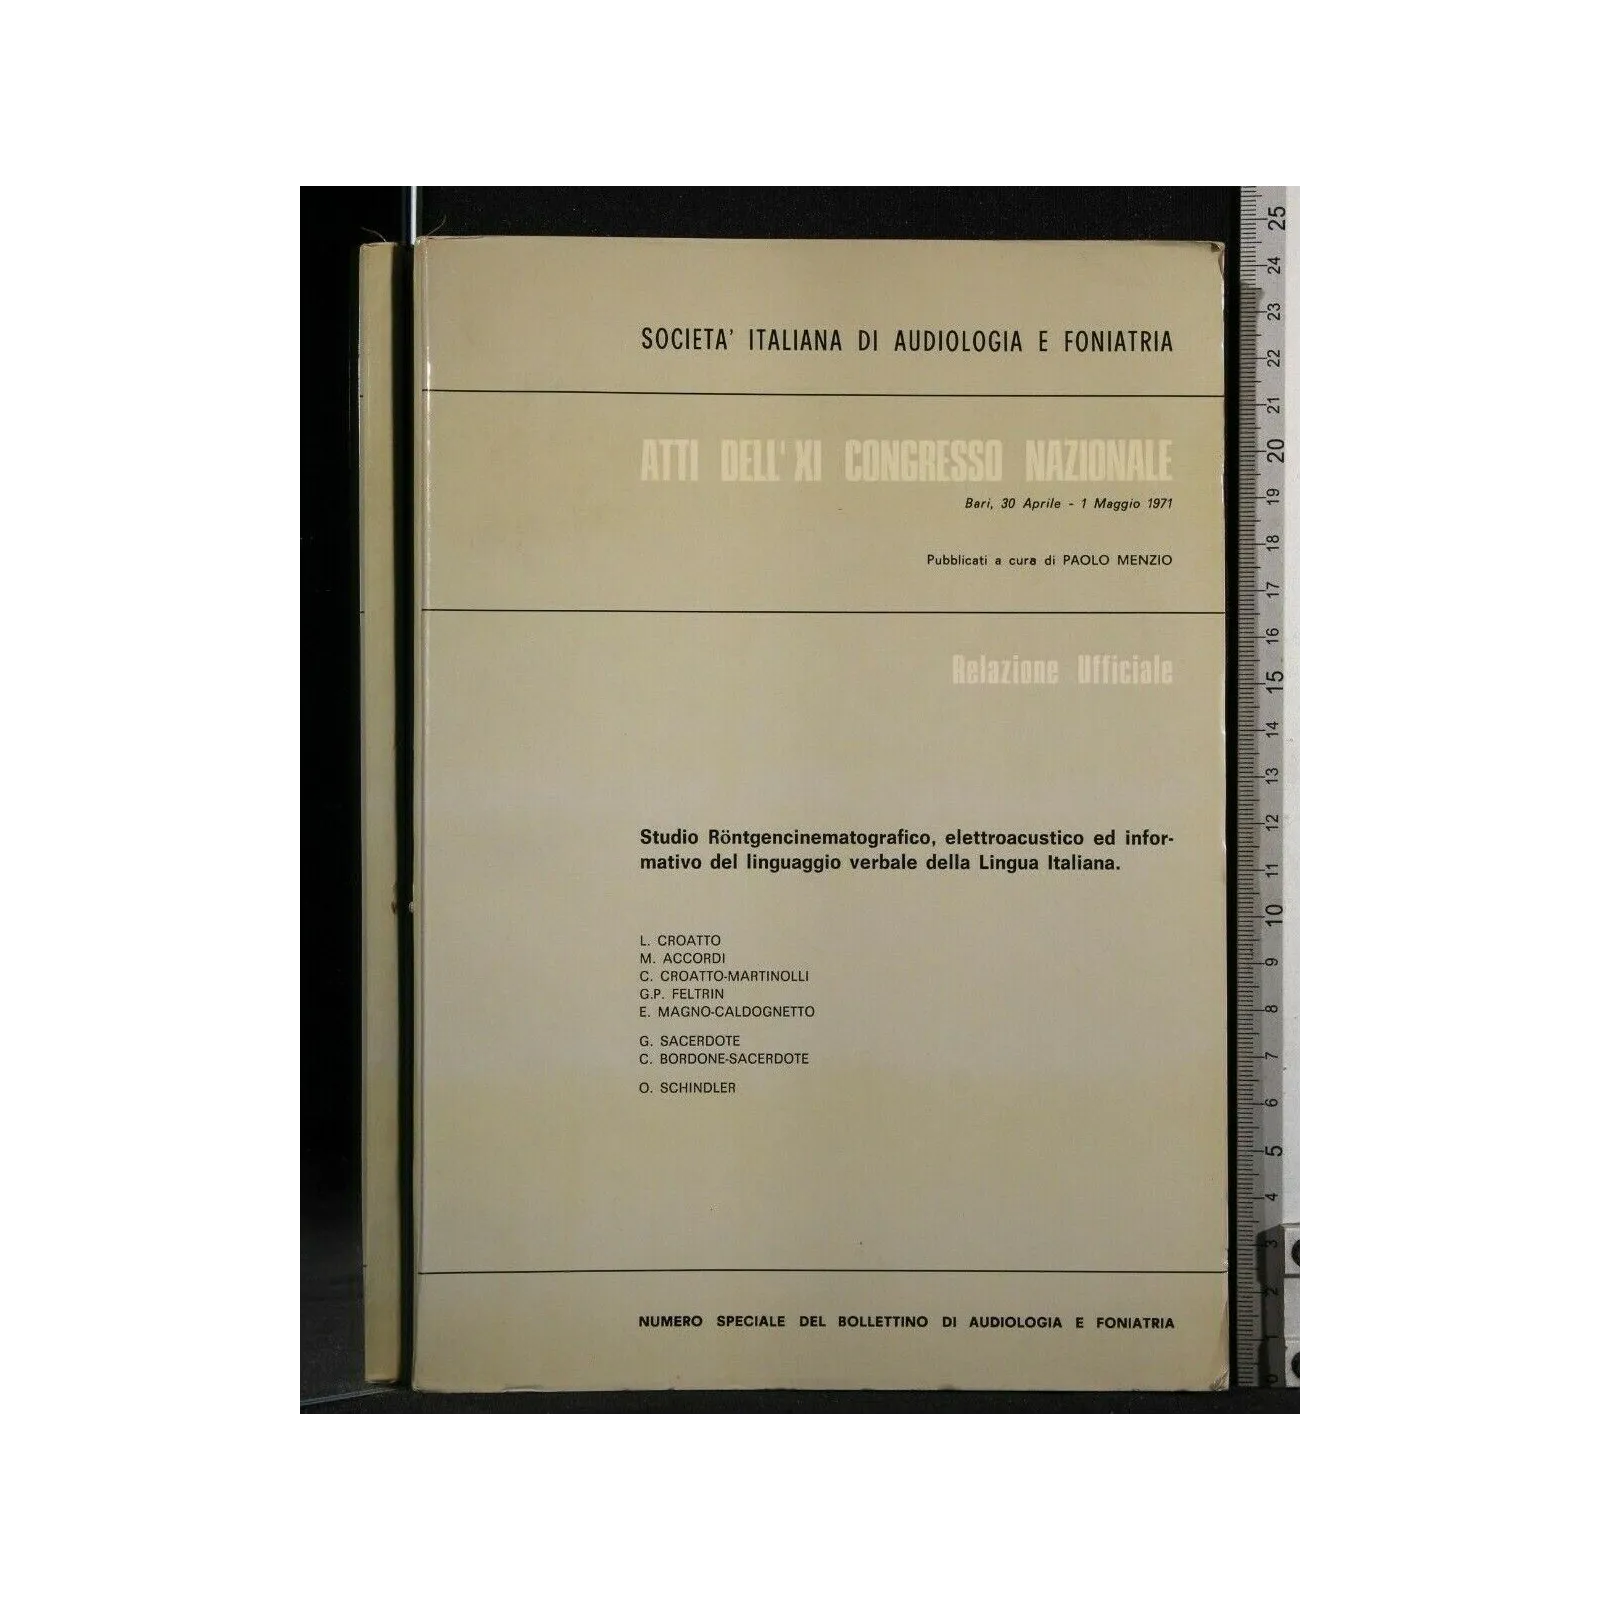 SOCIETA' ITALIANA DI AUDIOLOGIA E FONIATRIA
ATTI DELL'XI CONGRESSO NAZIONALE
Bari, 30 Aprile - 1 Maggio 1971
Pubblicati a cura di PAOLO MENZIO
Relazione Ufficiale
Studio Röntgencinematografico, elettroacustico ed infor-
mativo del linguaggio verbale della Lingua Italiana.
L. CROATTO
M. ACCORDI
C. CROATTO-MARTINOLLI
G.P. FELTRIN
E. MAGNO-CALDOGNETTO
G. SACERDOTE
C. BORDONE-SACERDOTE
O. SCHINDLER
NUMERO SPECIALE DEL BOLLETTINO DI AUDIOLOGIA E FONIATRIA
25
24
23
22
21
20
19
18
17
16
15
14
13
12
11
10
9
8
7
6
5
4
3
2
1
0